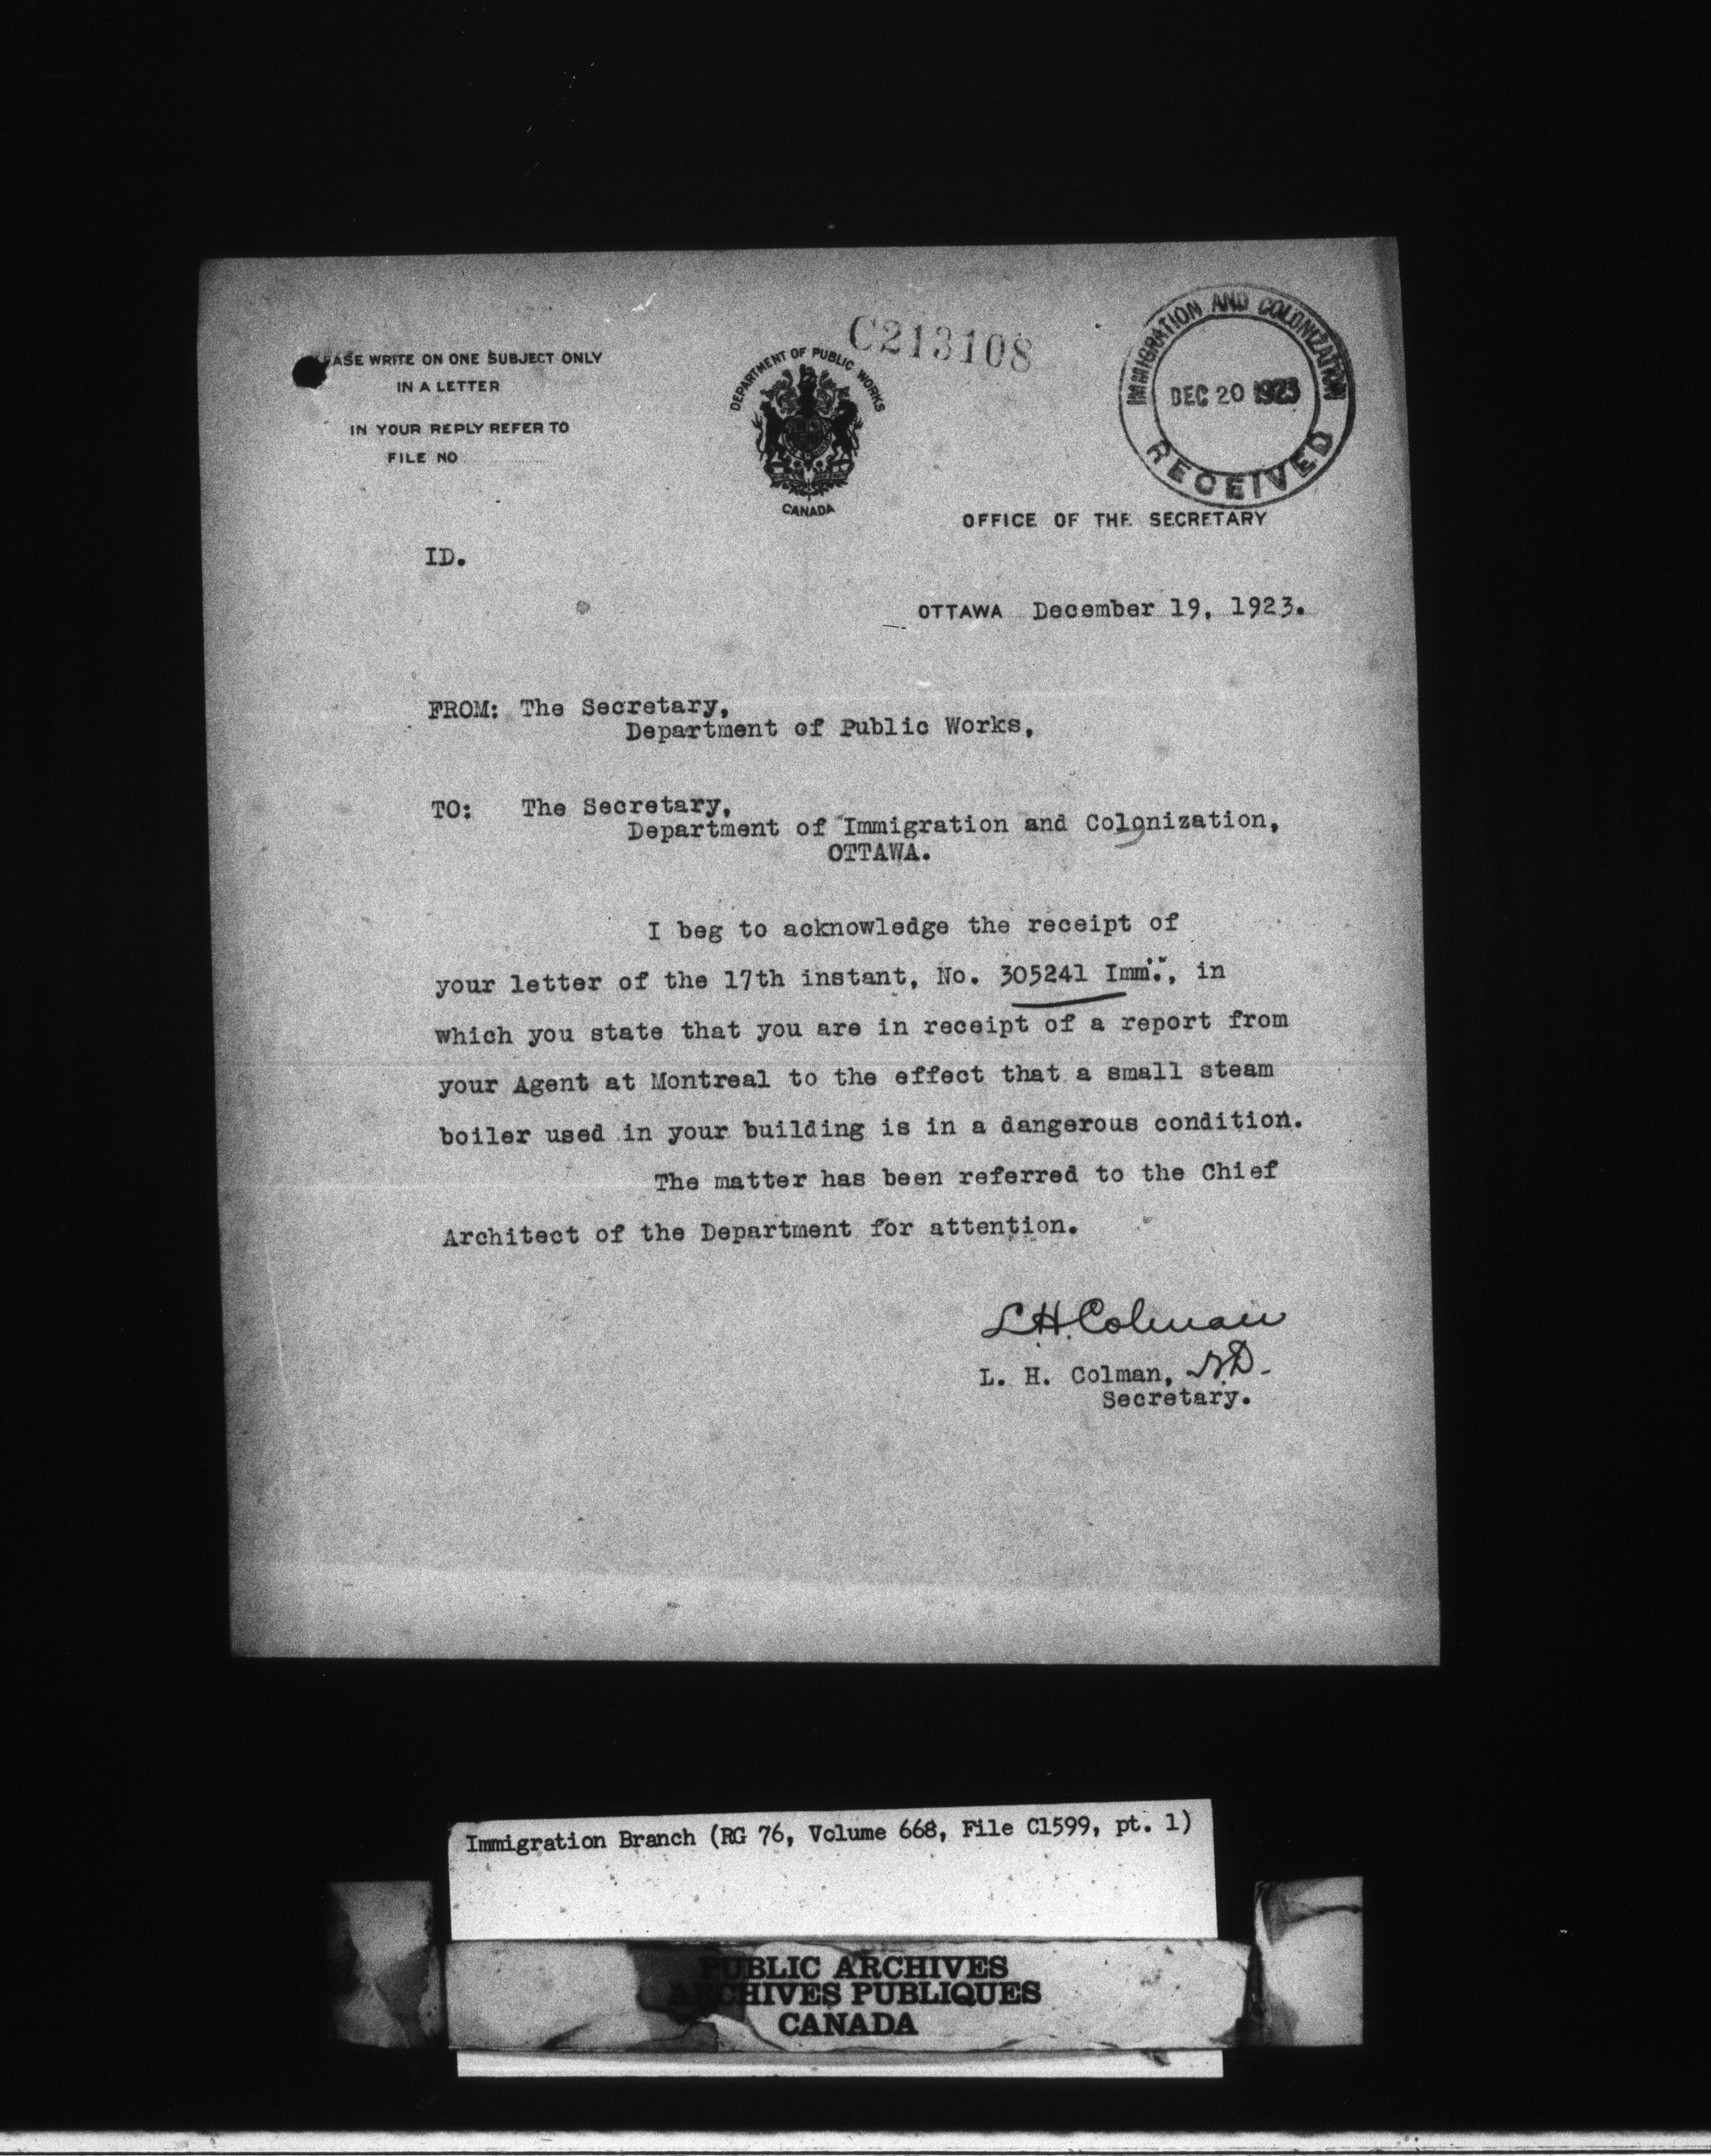 C213108
EASE WRITE ON ONE SUBJECT ONLY
IN A LETTER
IN YOUR REPLY REFER TO
FILE NO
DEPARTMENT OF PUBLIC WORKS
CANADA
IMMIGRATION AND COLONIZATION
DEC 20 1923
RECEIVED
OFFICE OF THE SECRETARY
ID.
OTTAWA December 19, 1923.
FROM: The Secretary,
Department of Public Works,
TO: The Secretary,
Department of Immigration and Colonization,
OTTAWA.
I beg to acknowledge the receipt of
your letter of the 17th instant, No. 305241 Imm., in
which you state that you are in receipt of a report from
your Agent at Montreal to the effect that a small steam
boiler used in your building is in a dangerous condition.
The matter has been referred to the Chief
Architect of the Department for attention.
L.H. Colman
L. H. Colman,
Secretary.
Immigration Branch (RG 76, Volume 668, File C1599, pt. 1)
PUBLIC ARCHIVES
ARCHIVES PUBLIQUES
CANADA